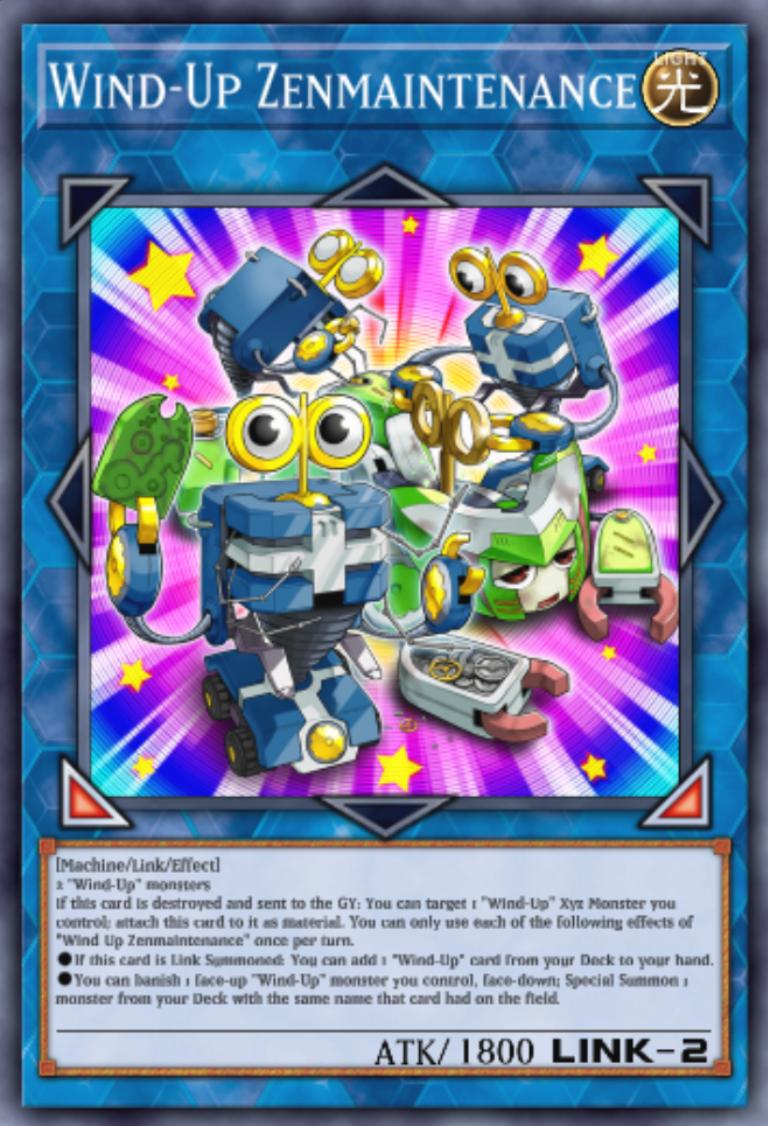 WIND-UP ZENMAINTENANCE
LIGHT
光
[Machine/Link/Effect]
2 "Wind-Up" monsters
If this card is destroyed and sent to the GY: You can target 1 "Wind-Up" Xyz Monster you
control; attach this card to it as material. You can only use each of the following effects of
"Wind Up Zenmaintenance" once per turn.
●If this card is Link Summoned: You can add 1 "Wind-Up" card from your Deck to your hand.
●You can banish 1 face-up "Wind-Up" monster you control, face-down; Special Summon 1
monster from your Deck with the same name that card had on the field.
ATK/ 1800 LINK-2